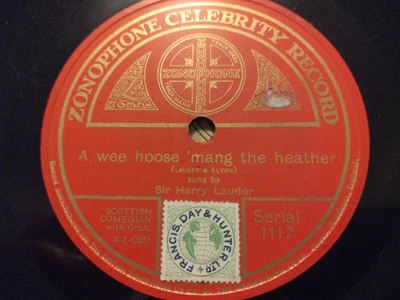 ZONOPHONE CELEBRITY RECORD
ZONOPHONE
A wee hoose 'mang the heather
(LAUDER & ELTON)
sung by
Sir Harry Lauder
SCOTTISH
COMEDIAN
with Orch.
Serial
1117
FRANCIS, DAY & HUNTER LTD